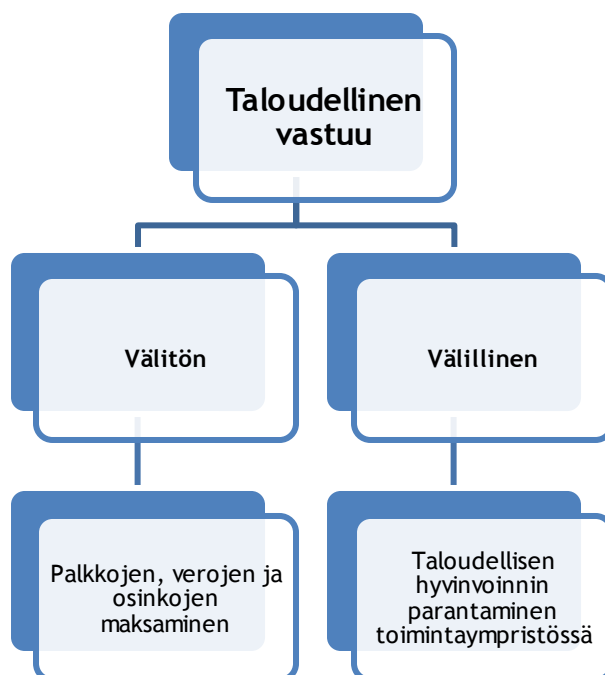 Taloudellinen
vastuu
Välitön
Välillinen
Palkkojen, verojen ja
osinkojen
maksaminen
Taloudellisen
hyvinvoinnin
parantaminen
toimintaympristössä